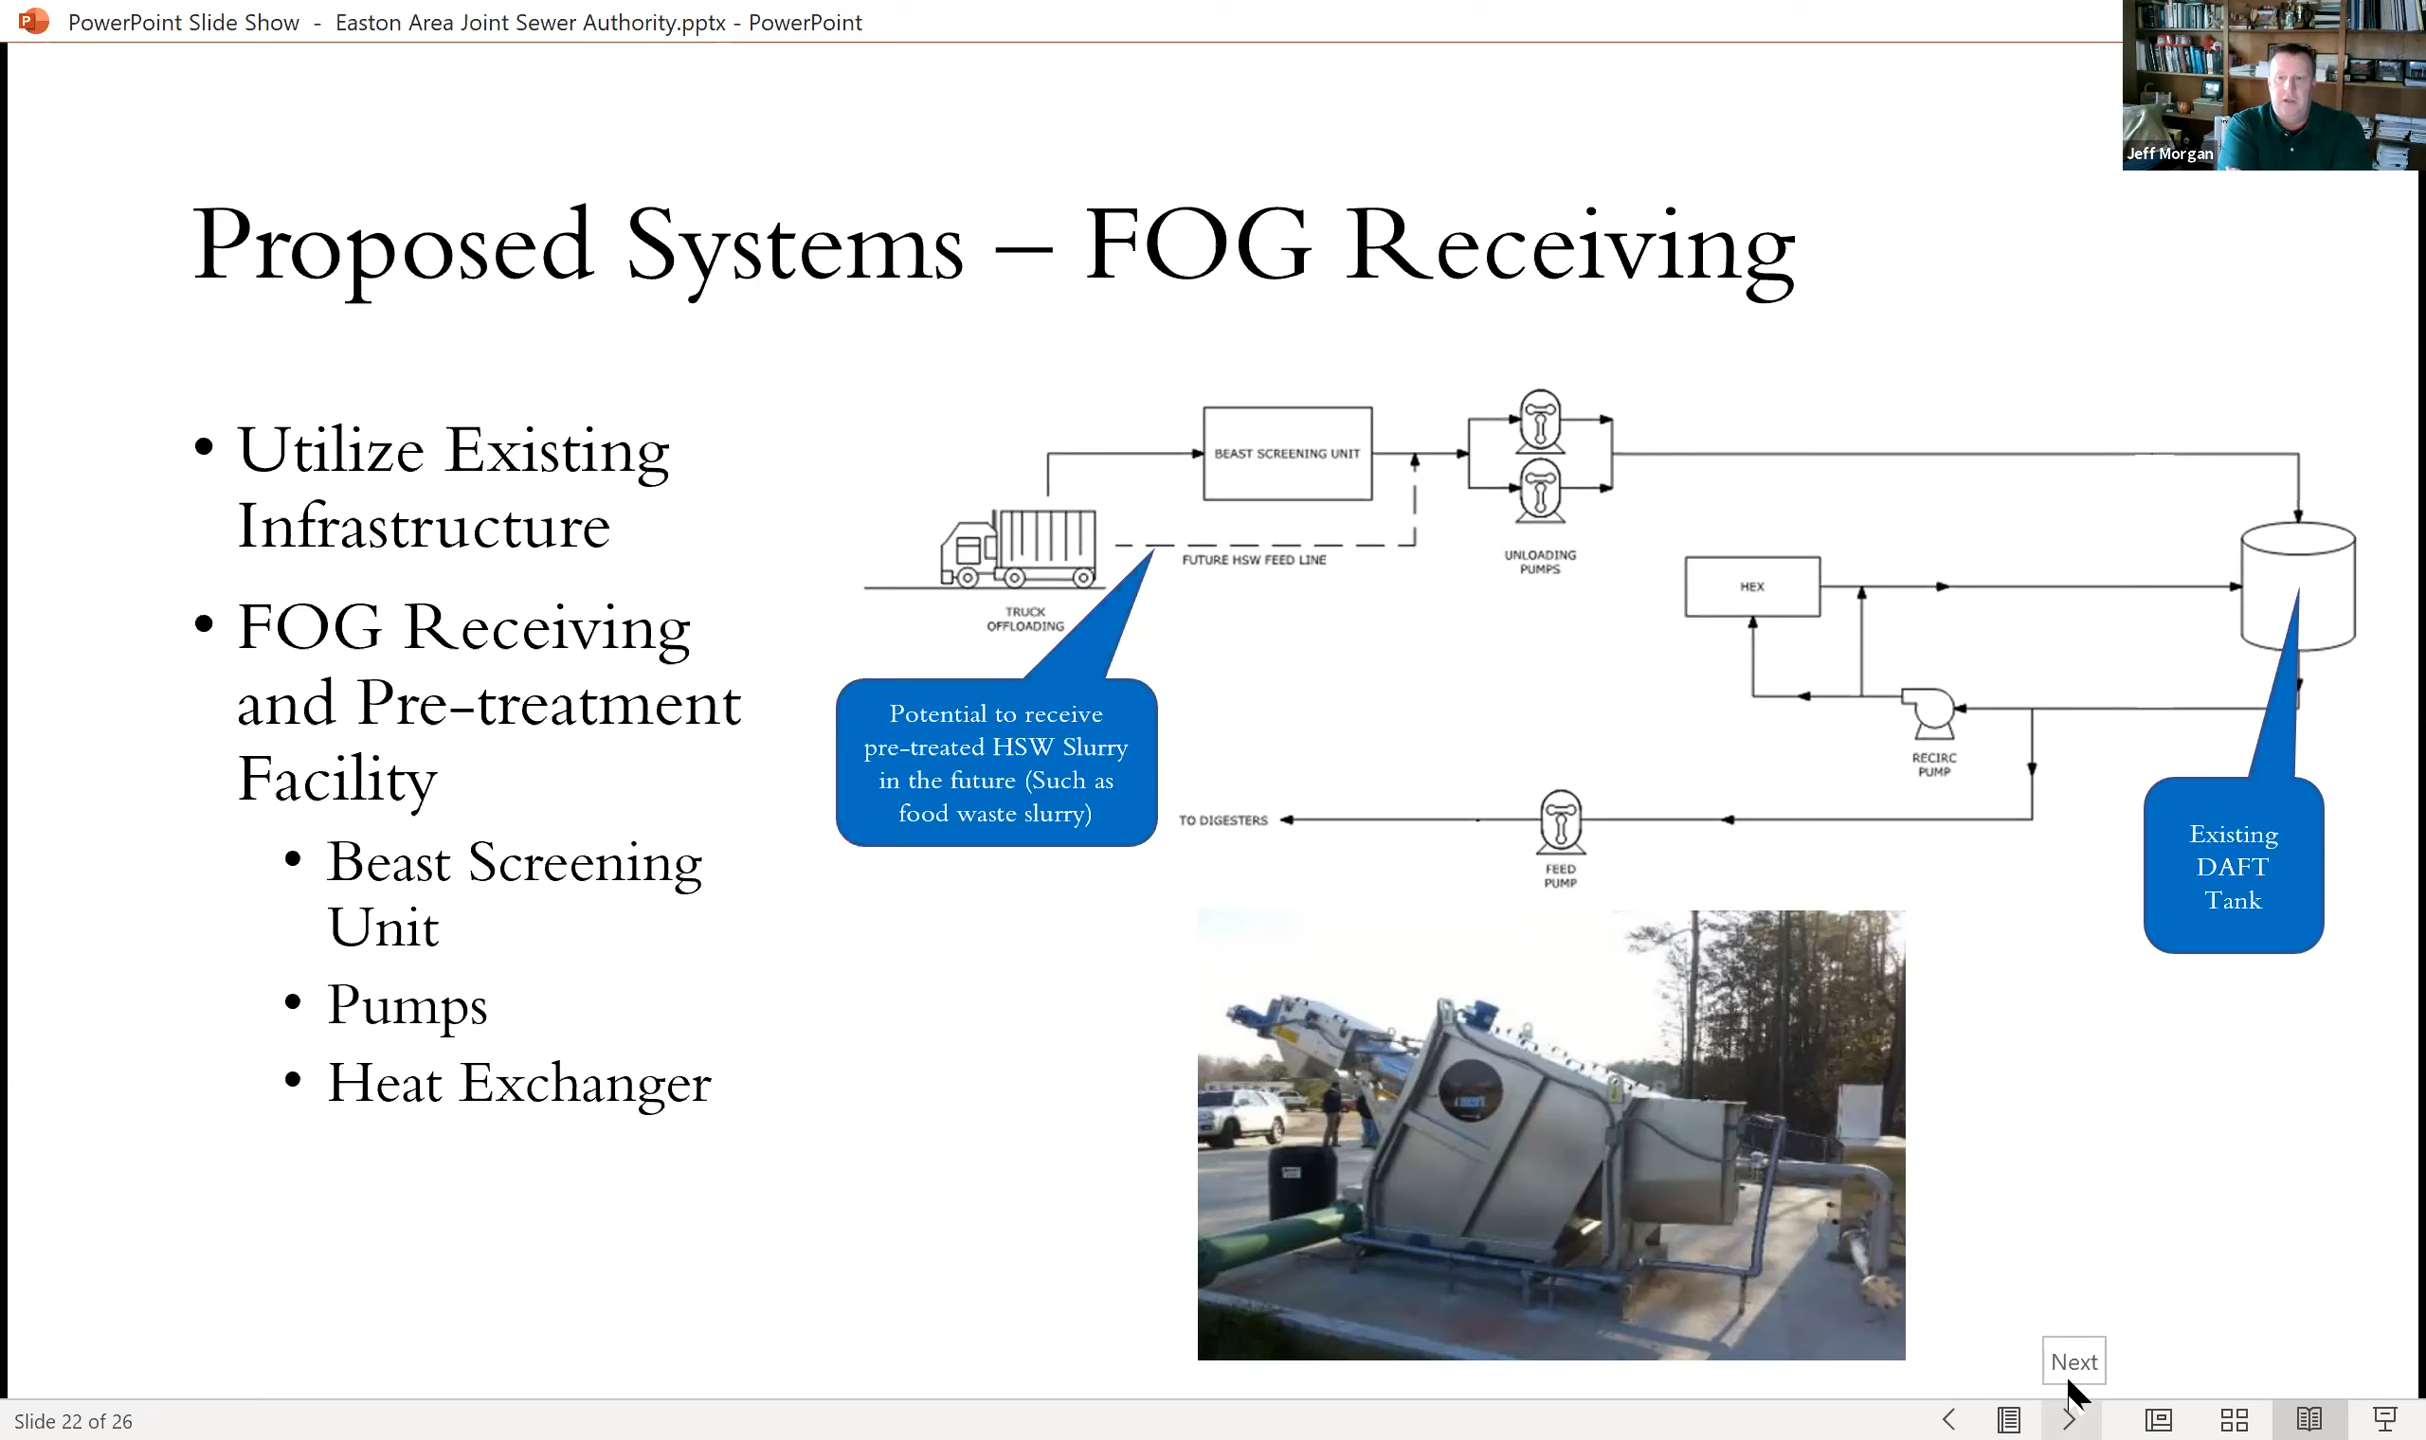 PowerPoint Slide Show - Easton Area Joint Sewer Authority.pptx - PowerPoint
Jeff Morgan
Proposed Systems – FOG Receiving
• Utilize Existing
Infrastructure
• FOG Receiving
and Pre-treatment
Facility
• Beast Screening
Unit
• Pumps
• Heat Exchanger
BEAST SCREENING UNIT
FUTURE HSW FEED LINE
UNLOADING
PUMPS
TRUCK
OFFLOADING
HEX
RECIRC
PUMP
Potential to receive
pre-treated HSW Slurry
in the future (Such as
food waste slurry)
TO DIGESTERS
FEED
PUMP
Existing
DAFT
Tank
Next
Slide 22 of 26